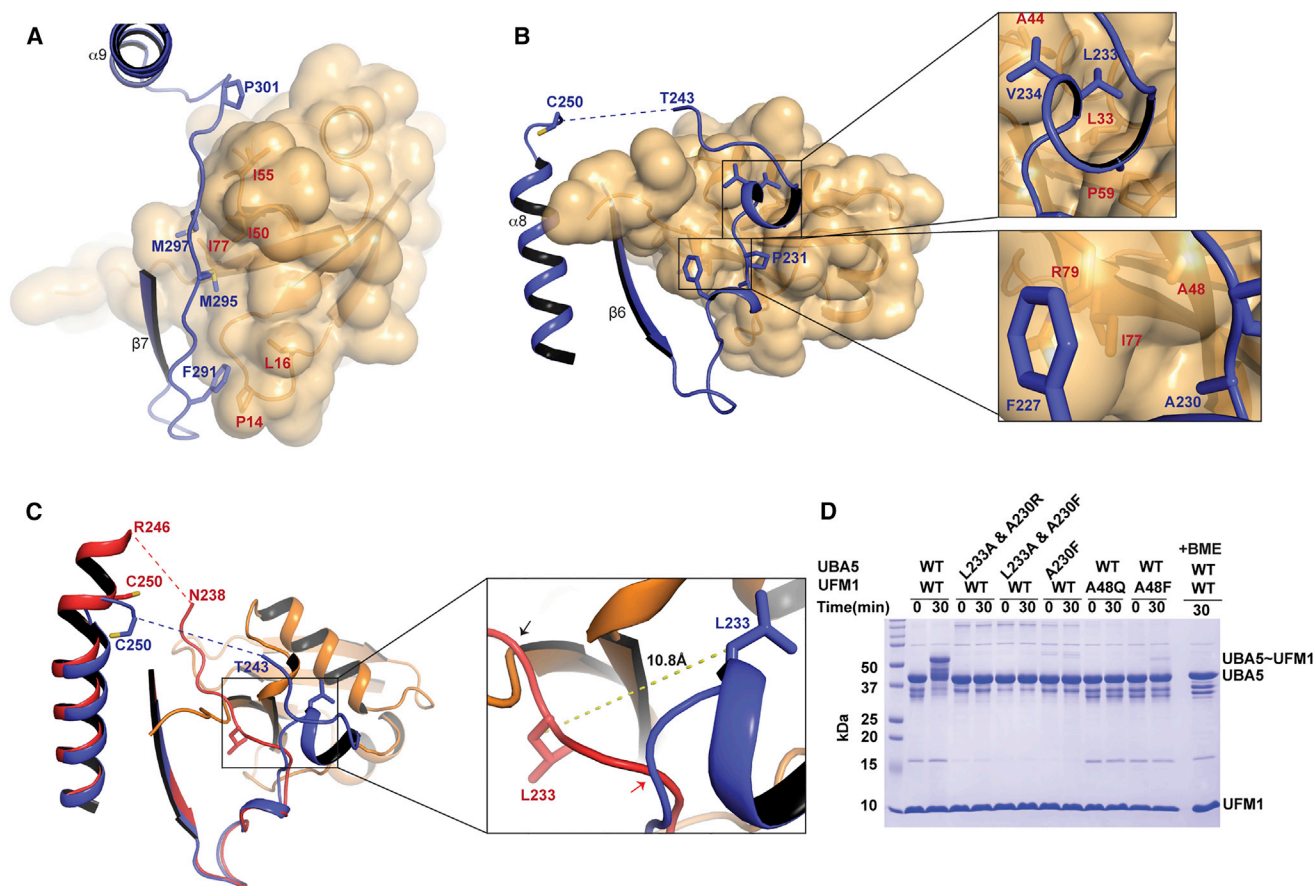 A
α9
P301
I55
I50
M297
I77
M295
β7
L16
F291
P14
B
C250
T243
α8
P231
β6
A44
L233
V234
L33
P59
R79
A48
I77
F227
A230
C
R246
C250
N238
C250
T243
L233
10.8Å
L233
D
L233A & A230R
L233A & A230F
A230F
+BME
UBA5 WT WT WT WT
UFM1 WT WT WT WT A48Q A48F WT
Time(min) 0 30 0 30 0 30 0 30 0 30 0 30 30
kDa
50
37
25
20
15
10
UBA5~UFM1
UBA5
UFM1